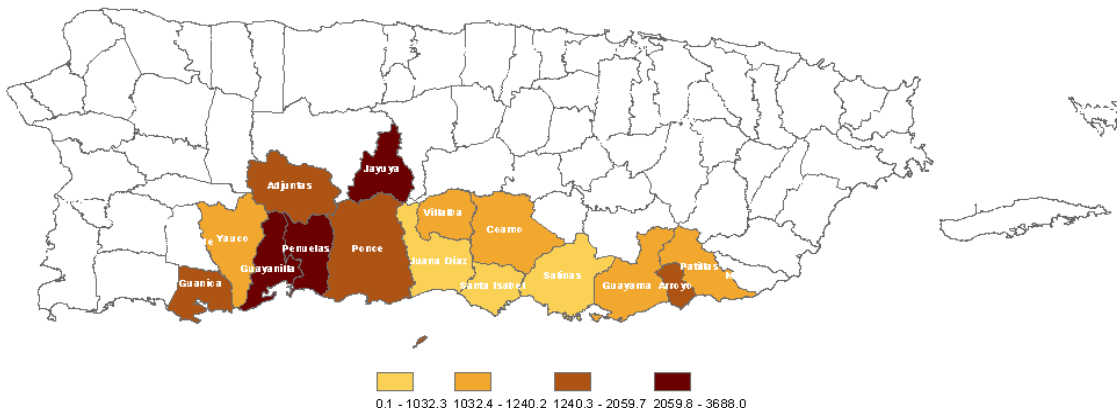 Jayuya
Adjuntas
Villalba
Yauco
Coamo
Penuelas
Ponce
Juana Diaz
Guayanilla
Patillas
Salinas
Guanica
Santa Isabel
Guayama
Arroyo
0.1 - 1032.3 1032.4 - 1240.2 1240.3 - 2059.7 2059.8 - 3688.0